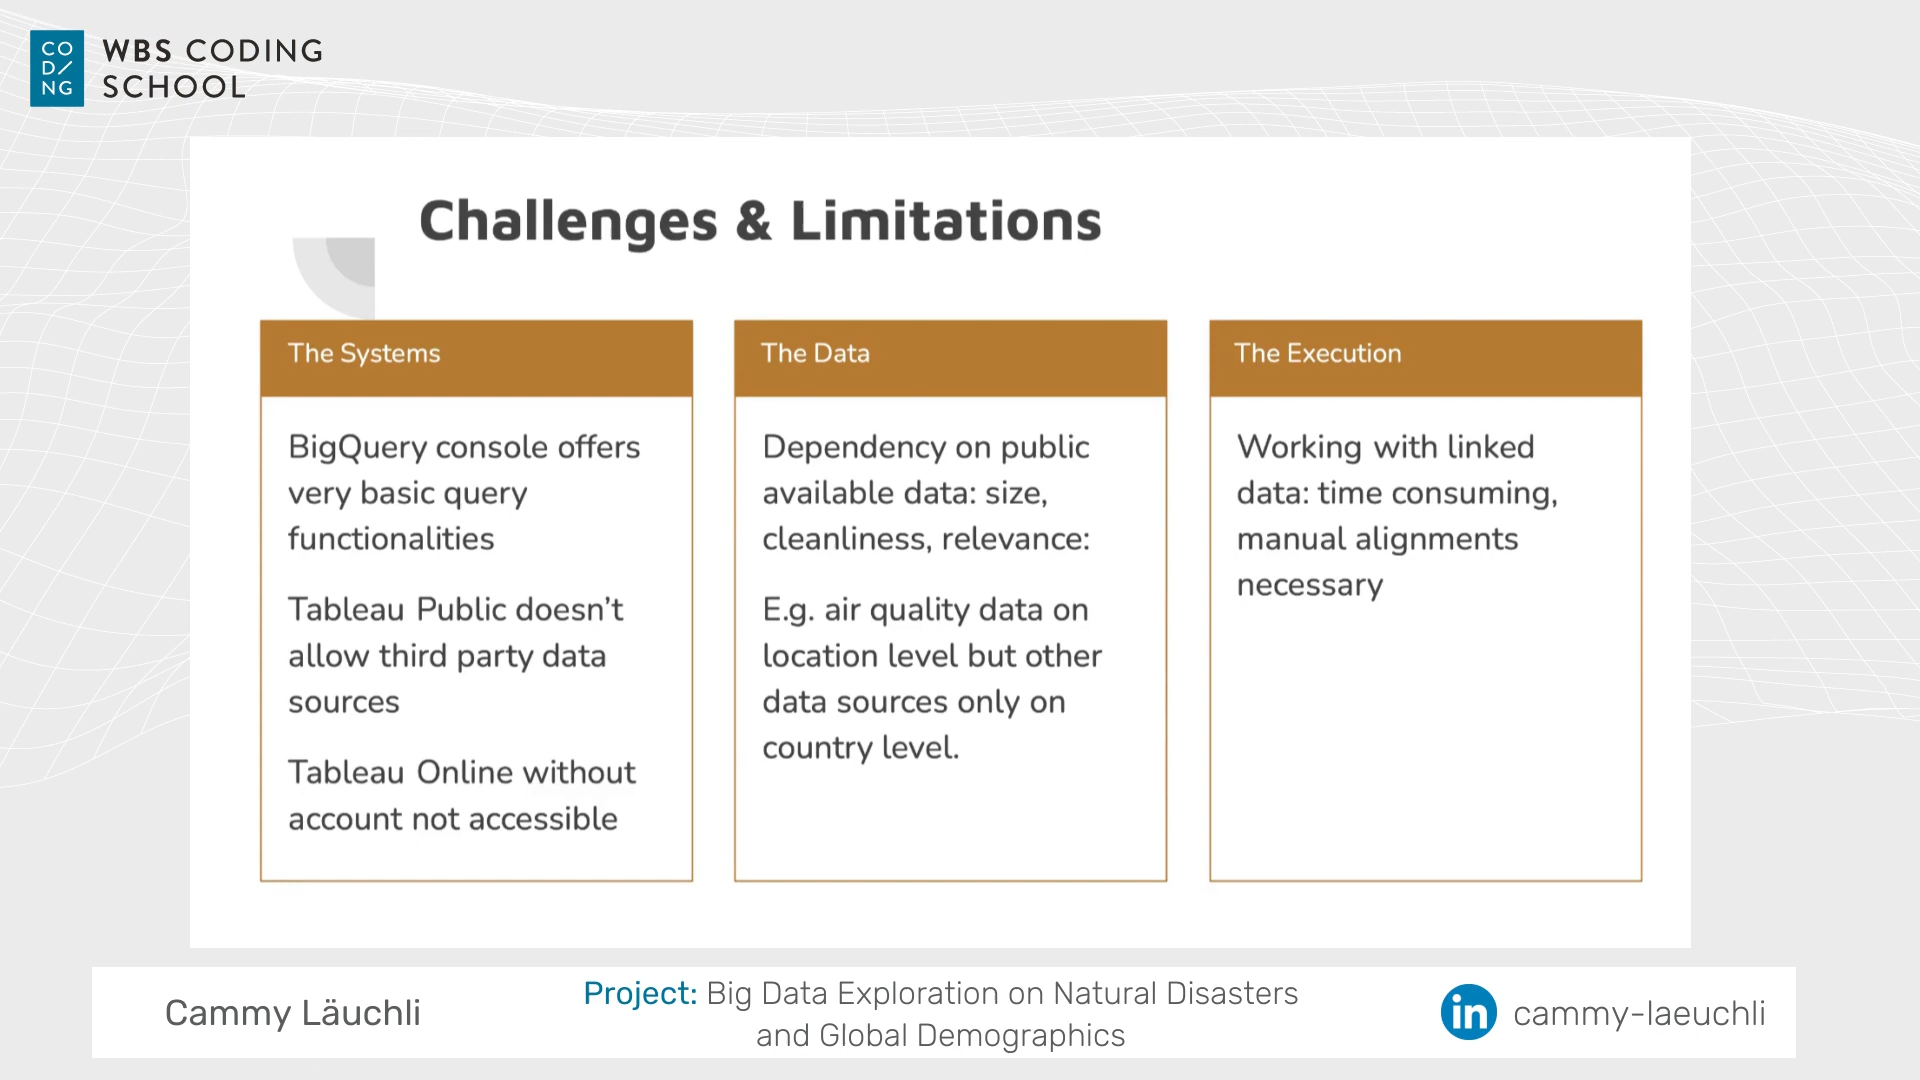 CO
D/
NG
WBS CODING
SCHOOL
Challenges & Limitations
The Systems
BigQuery console offers
very basic query
functionalities
Tableau Public doesn’t
allow third party data
sources
Tableau Online without
account not accessible
The Data
Dependency on public
available data: size,
cleanliness, relevance:
E.g. air quality data on
location level but other
data sources only on
country level.
The Execution
Working with linked
data: time consuming,
manual alignments
necessary
Cammy Läuchli
Project: Big Data Exploration on Natural Disasters
and Global Demographics
in
cammy-laeuchli